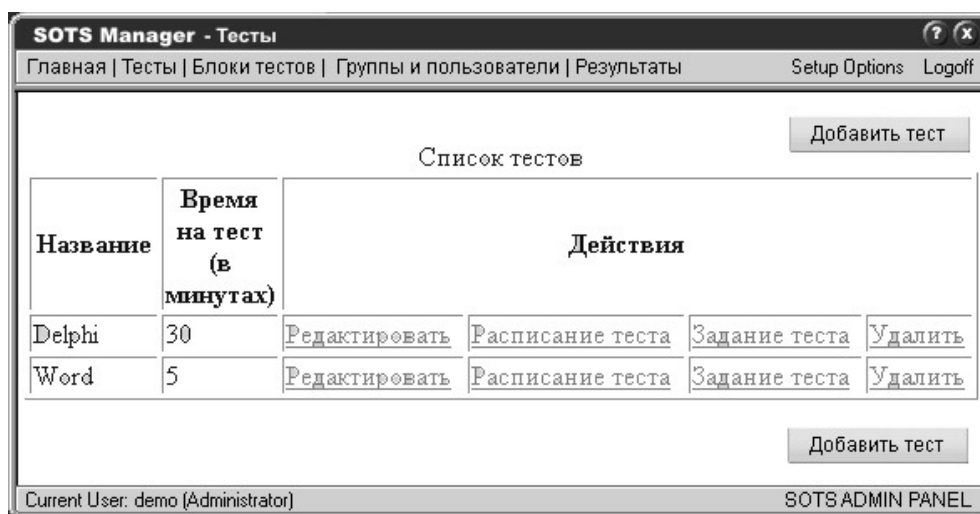 SOTS Manager - Тесты
Главная | Тесты | Блоки тестов | Группы и пользователи | Результаты Setup Options Logoff
Добавить тест
Список тестов
Название Время на тест (в минутах) Действия
Delphi 30 Редактировать Расписание теста Задание теста Удалить
Word 5 Редактировать Расписание теста Задание теста Удалить
Добавить тест
Current User: demo (Administrator) SOTS ADMIN PANEL